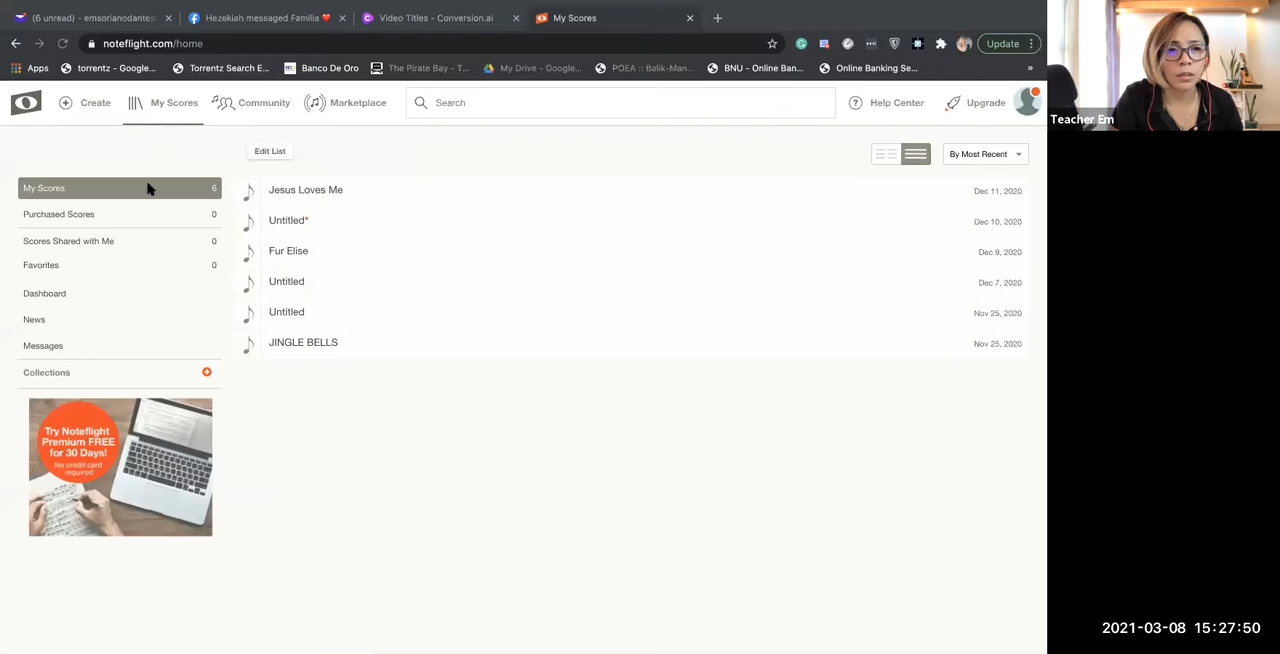 (6 unread) - emsorianodantes
Hezekiah messaged Familia
Video Titles - Conversion.ai
My Scores
noteflight.com/home
Update
Apps
torrentz - Google...
Torrentz Search E...
Banco De Oro
The Pirate Bay - T...
My Drive - Google...
POEA :: Balik-Man...
BNU - Online Ban...
Online Banking Se...
»
Create
My Scores
Community
Marketplace
Search
Help Center
Upgrade
Teacher Em
Edit List
By Most Recent
My Scores 6
Purchased Scores 0
Scores Shared with Me 0
Favorites 0
Dashboard
News
Messages
Collections
Jesus Loves Me Dec 11, 2020
Untitled* Dec 10, 2020
Fur Elise Dec 9, 2020
Untitled Dec 7, 2020
Untitled Nov 25, 2020
JINGLE BELLS Nov 25, 2020
Try Noteflight
Premium FREE
for 30 Days!
No credit card
required
2021-03-08 15:27:50